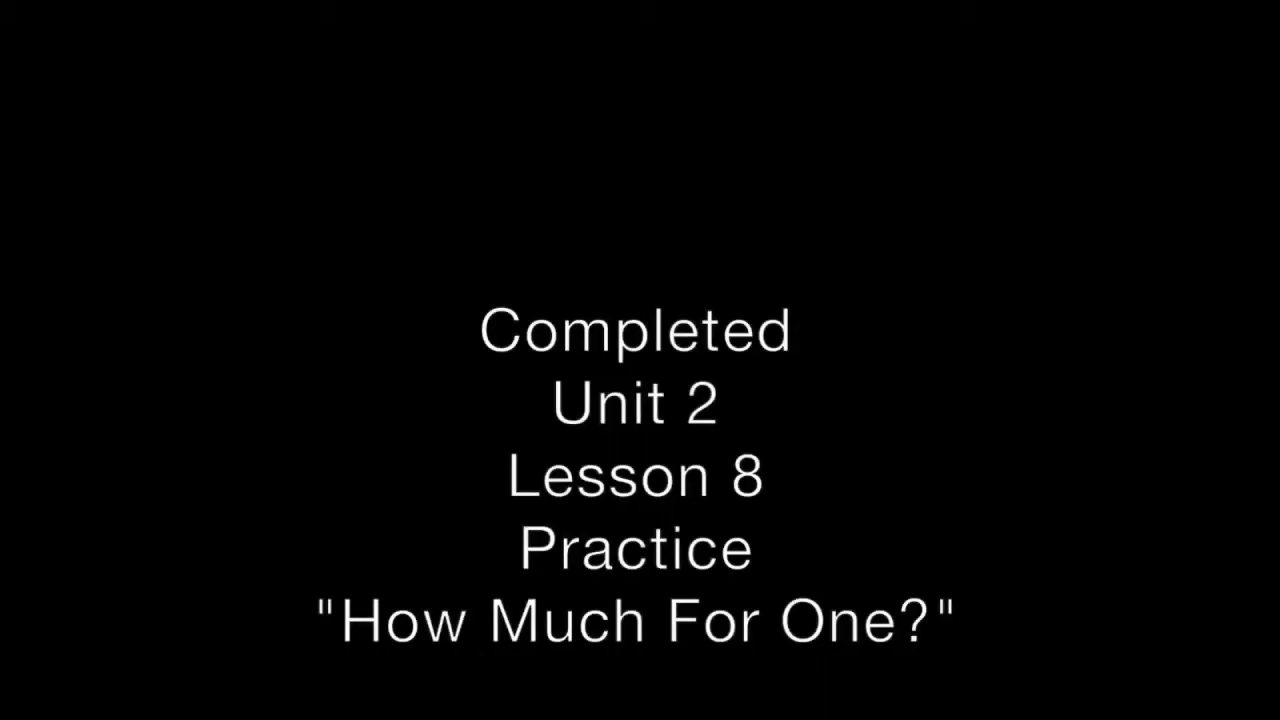 Completed
Unit 2
Lesson 8
Practice
"How Much For One?"